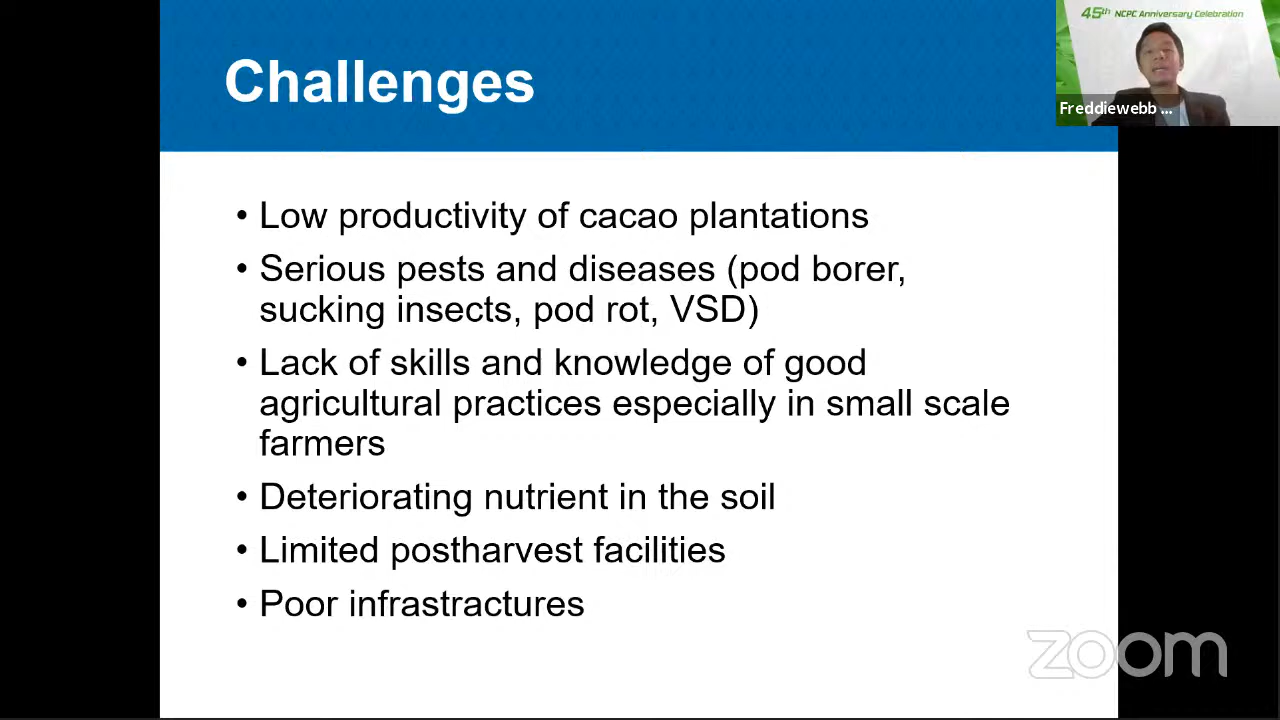 45th NCPC Anniversary Celebration
Freddiewebb ...
Challenges
• Low productivity of cacao plantations
• Serious pests and diseases (pod borer,
sucking insects, pod rot, VSD)
• Lack of skills and knowledge of good
agricultural practices especially in small scale
farmers
• Deteriorating nutrient in the soil
• Limited postharvest facilities
• Poor infrastractures
zoom